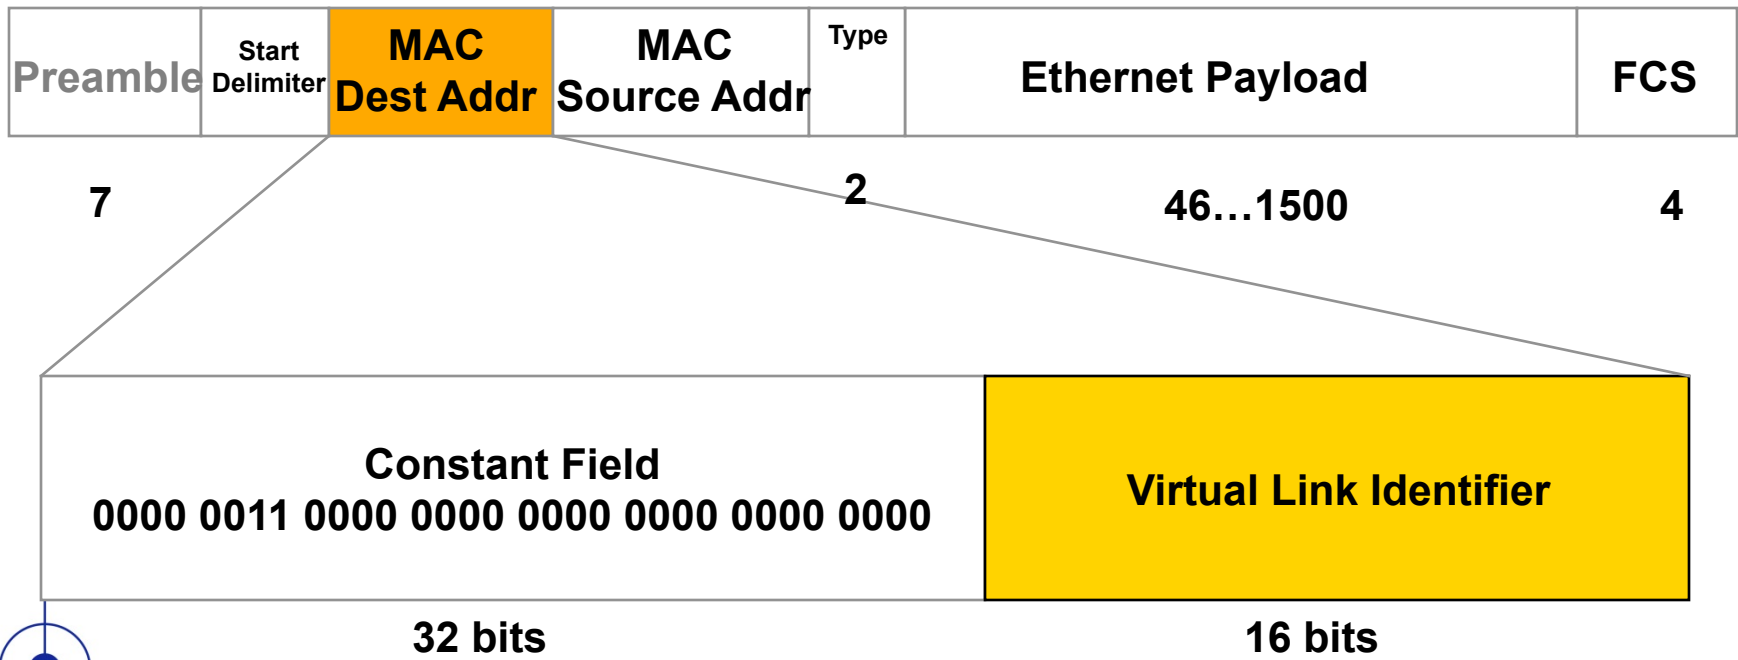 Preamble
Start
Delimiter
MAC
Dest Addr
MAC
Source Addr
Type
Ethernet Payload
FCS
7
2
46…1500
4
Constant Field
0000 0011 0000 0000 0000 0000 0000 0000
Virtual Link Identifier
32 bits
16 bits